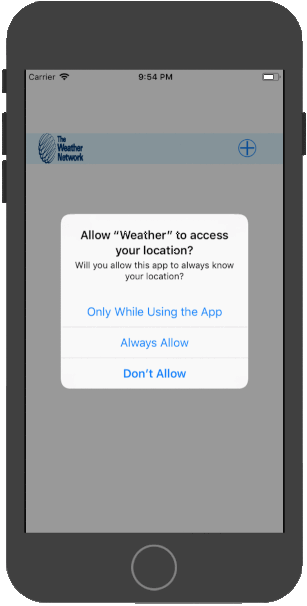 Carrier 9:54 PM
The
Weather
Network
Allow “Weather” to access
your location?
Will you allow this app to always know
your location?
Only While Using the App
Always Allow
Don’t Allow